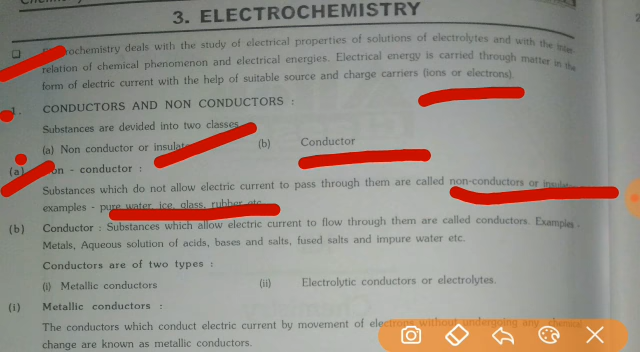 3. ELECTROCHEMISTRY
deals with the study of electrical properties of solutions of electrolytes and with the inter
relation of chemical phenomenon and electrical energies. Electrical energy is carried through matter in the
form of electric current with the help of suitable source and charge carriers (ions or electrons).
1. CONDUCTORS AND NON CONDUCTORS :
Substances are devided into two classes
(a) Non conductor or (b) Conductor
(a) - conductor :
Substances which do not allow electric current to pass through them are called non-conductors or
examples - pure water, ice, glass, rubber etc.
(b) Conductor : Substances which allow electric current to flow through them are called conductors. Examples -
Metals, Aqueous solution of acids, bases and salts, fused salts and impure water etc.
Conductors are of two types :
(i) Metallic conductors (ii) Electrolytic conductors or electrolytes.
(i) Metallic conductors :
The conductors which conduct electric current by movement of electrons without undergoing any
change are known as metallic conductors.